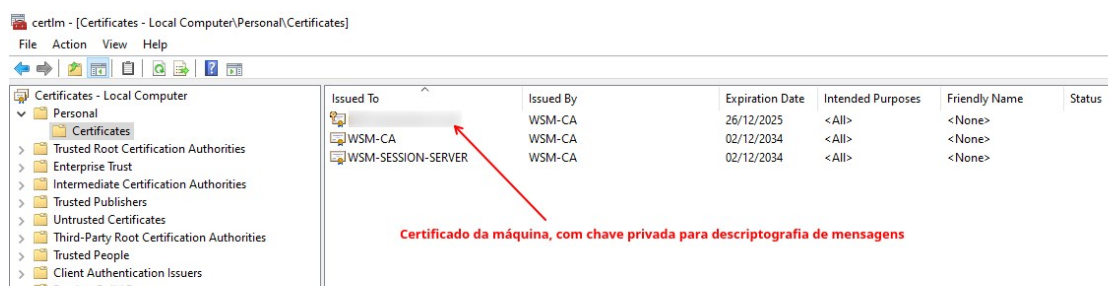 certlm - [Certificates - Local Computer\Personal\Certificates]
File Action View Help
Certificates - Local Computer
Personal
Certificates
Trusted Root Certification Authorities
Enterprise Trust
Intermediate Certification Authorities
Trusted Publishers
Untrusted Certificates
Third-Party Root Certification Authorities
Trusted People
Client Authentication Issuers
Issued To Issued By Expiration Date Intended Purposes Friendly Name Status
WSM-CA 26/12/2025 <All> <None>
WSM-CA WSM-CA 02/12/2034 <All> <None>
WSM-SESSION-SERVER WSM-CA 02/12/2034 <All> <None>
Certificado da máquina, com chave privada para descriptografia de mensagens